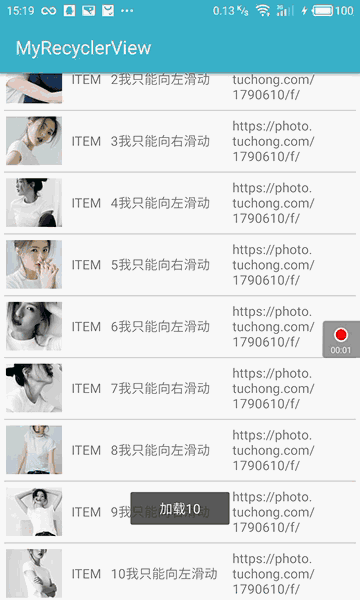 15:19 0.13 K/s 100
MyRecyclerView
ITEM 2我只能向左滑动 tuchong.com/
1790610/f/
https://photo.
ITEM 3我只能向右滑动 tuchong.com/
1790610/f/
https://photo.
ITEM 4我只能向左滑动 tuchong.com/
1790610/f/
https://photo.
ITEM 5我只能向右滑动 tuchong.com/
1790610/f/
https://photo.
ITEM 6我只能向左滑动 tuchong.com/
1790610/f/
00:01
https://photo.
ITEM 7我只能向右滑动 tuchong.com/
1790610/f/
https://photo.
ITEM 8我只能向左滑动 tuchong.com/
1790610/f/
https://photo.
ITEM 9我只能向右滑动 tuchong.com/
加载10
1790610/f/
https://photo.
ITEM 10我只能向左滑动 tuchong.com/
1790610/f/